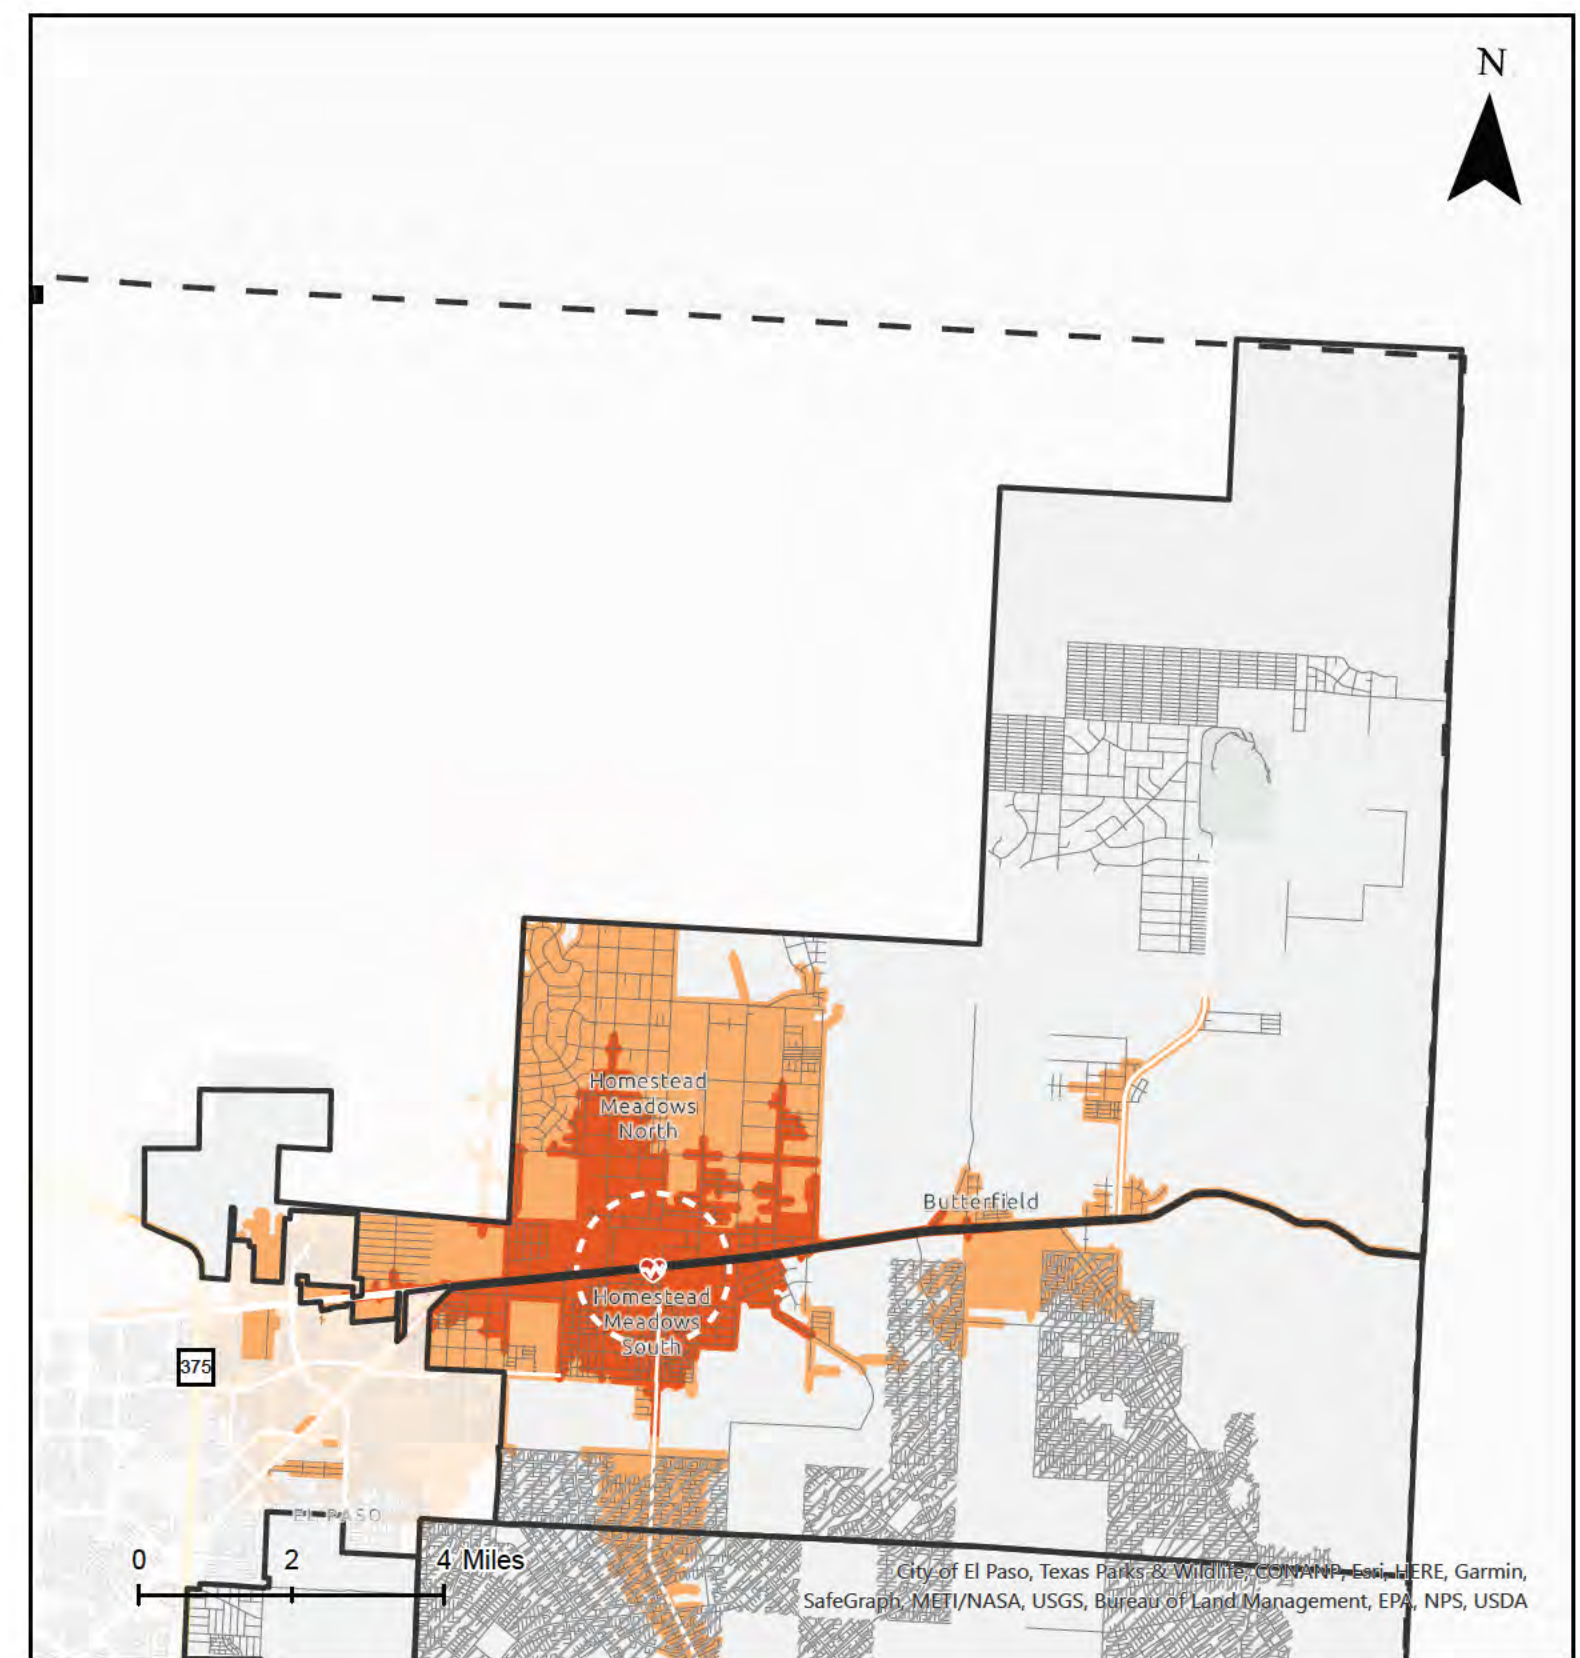 N
Homestead
Meadows
North
Butterfield
Homestead
Meadows
South
375
EL PASO
0 2 4 Miles
City of El Paso, Texas Parks & Wildlife, CONANP, Esri, HERE, Garmin,
SafeGraph, METI/NASA, USGS, Bureau of Land Management, EPA, NPS, USDA